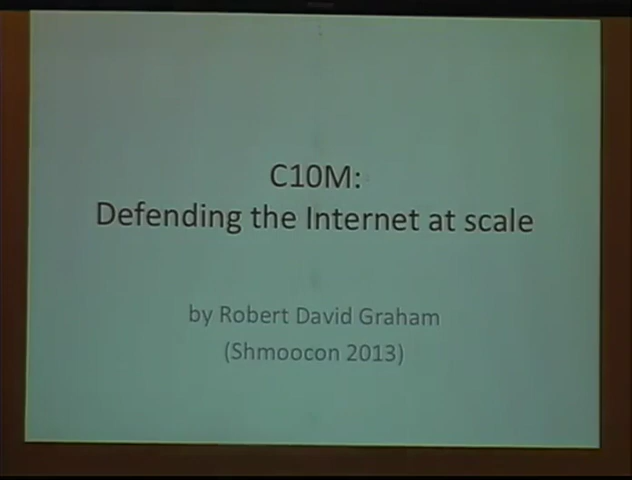 C10M:
Defending the Internet at scale
by Robert David Graham
(Shmoocon 2013)